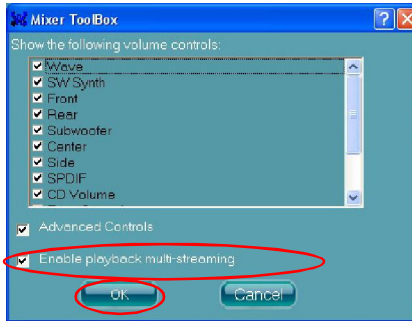 Mixer ToolBox
Show the following volume controls:
Wave
SW Synth
Front
Rear
Subwoofer
Center
Side
SPDIF
CD Volume
Advanced Controls
Enable playback multi-streaming
OK
Cancel